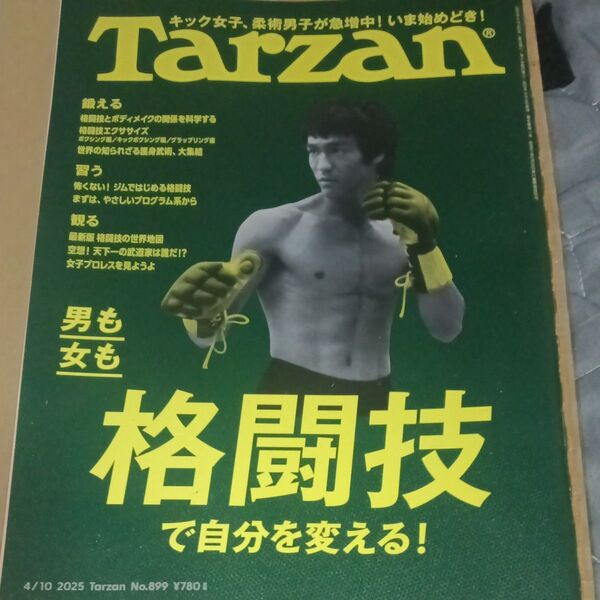 キック女子、柔術男子が急増中！いま始めどき！
Tarzan®
鍛える
格闘技とボディメイクの関係を科学する
格闘技エクササイズ
ボクシング編／キックボクシング編／グラップリング編
世界の知られざる護身武術、大集結
習う
怖くない！ジムではじめる格闘技
まずは、やさしいプログラム系から
観る
最新版 格闘技の世界地図
空想！天下一の武道家は誰だ！？
女子プロレスを見ようよ
男も
女も
格闘技
で自分を変える！
4/10 2025 Tarzan No.899 ¥780